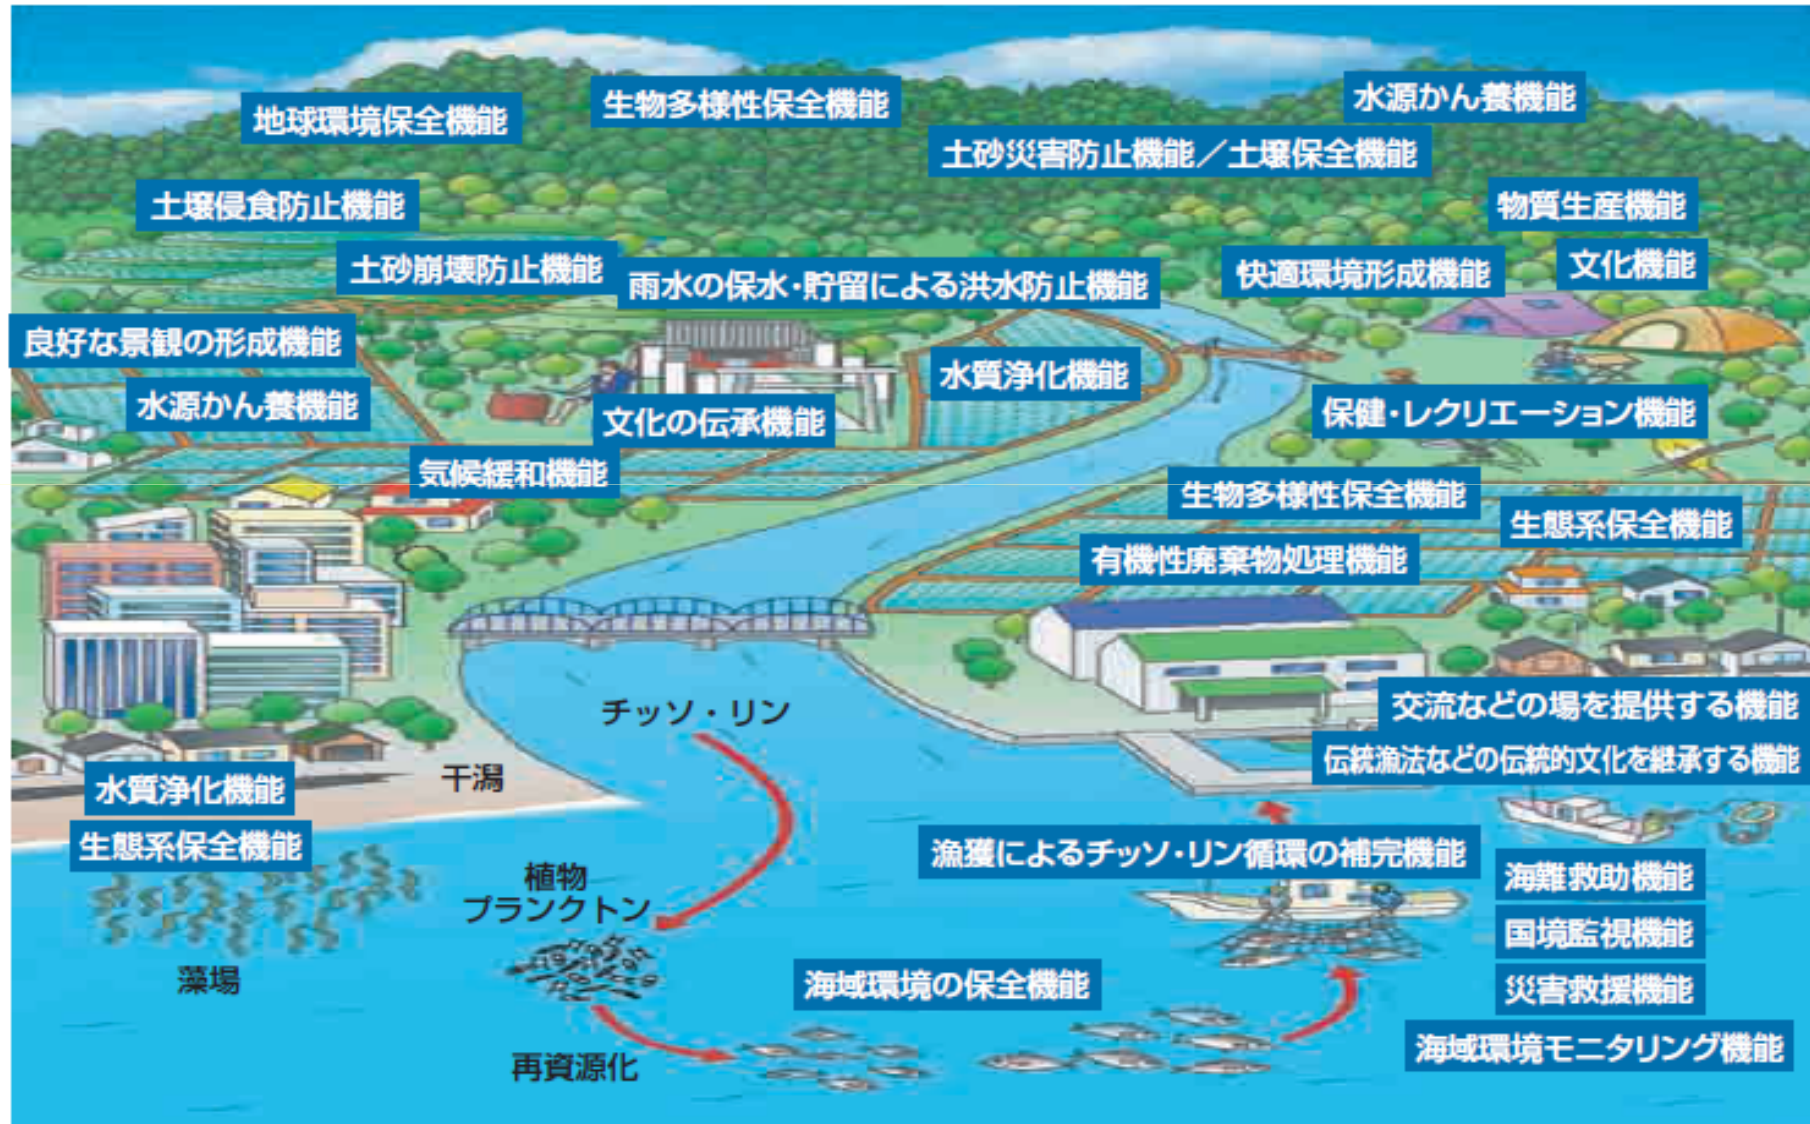 地球環境保全機能
生物多様性保全機能
水源かん養機能
土砂災害防止機能／土壌保全機能
土壌侵食防止機能
物質生産機能
土砂崩壊防止機能
雨水の保水・貯留による洪水防止機能
快適環境形成機能
文化機能
良好な景観の形成機能
水質浄化機能
水源かん養機能
文化の伝承機能
保健・レクリエーション機能
気候緩和機能
生物多様性保全機能
生態系保全機能
有機性廃棄物処理機能
チッソ・リン
交流などの場を提供する機能
伝統漁法などの伝統的文化を継承する機能
干潟
水質浄化機能
生態系保全機能
漁獲によるチッソ・リン循環の補完機能
植物
プランクトン
海難救助機能
国境監視機能
藻場
海域環境の保全機能
災害救援機能
海域環境モニタリング機能
再資源化